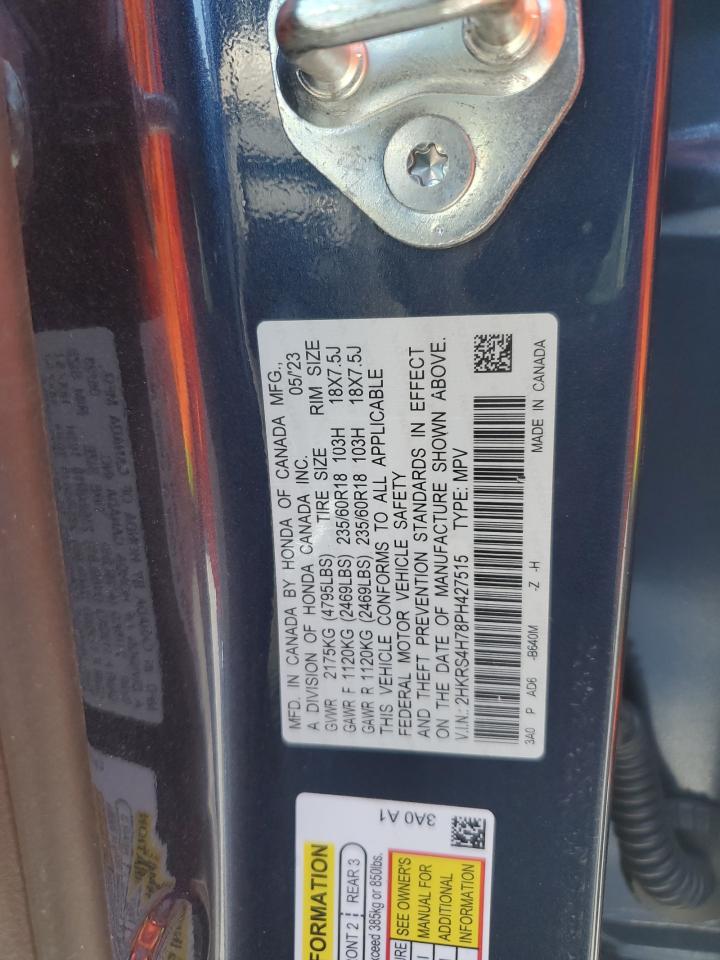 MFD. IN CANADA BY HONDA OF CANADA MFG.,
A DIVISION OF HONDA CANADA INC. 05/'23
GVWR 2175KG (4795LBS) TIRE SIZE RIM SIZE
GAWR F 1120KG (2469LBS) 235/60R18 103H 18X7.5J
GAWR R 1120KG (2469LBS) 235/60R18 103H 18X7.5J
THIS VEHICLE CONFORMS TO ALL APPLICABLE
FEDERAL MOTOR VEHICLE SAFETY
AND THEFT PREVENTION STANDARDS IN EFFECT
ON THE DATE OF MANUFACTURE SHOWN ABOVE.
V.I.N.: 2HKRS4H78PH427515 TYPE: MPV
3A0 P AD6 -B640M -Z -H MADE IN CANADA
FORMATION
ONT 2 REAR 3
xceed 385kg or 850lbs.
SEE OWNER'S
MANUAL FOR
ADDITIONAL
INFORMATION
3A0 A1